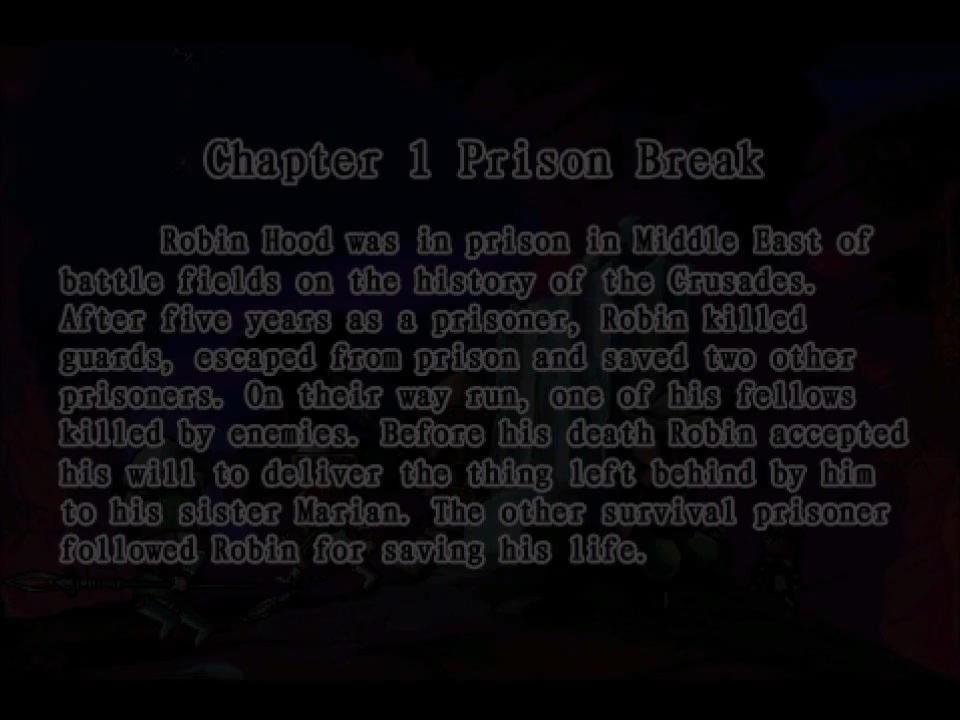 Chapter 1 Prison Break
Robin Hood was in prison in Middle East of
battle fields on the history of the Crusades.
After five years as a prisoner, Robin killed
guards, escaped from prison and saved two other
prisoners. On their way run, one of his fellows
killed by enemies. Before his death Robin accepted
his will to deliver the thing left behind by him
to his sister Marian. The other survival prisoner
followed Robin for saving his life.